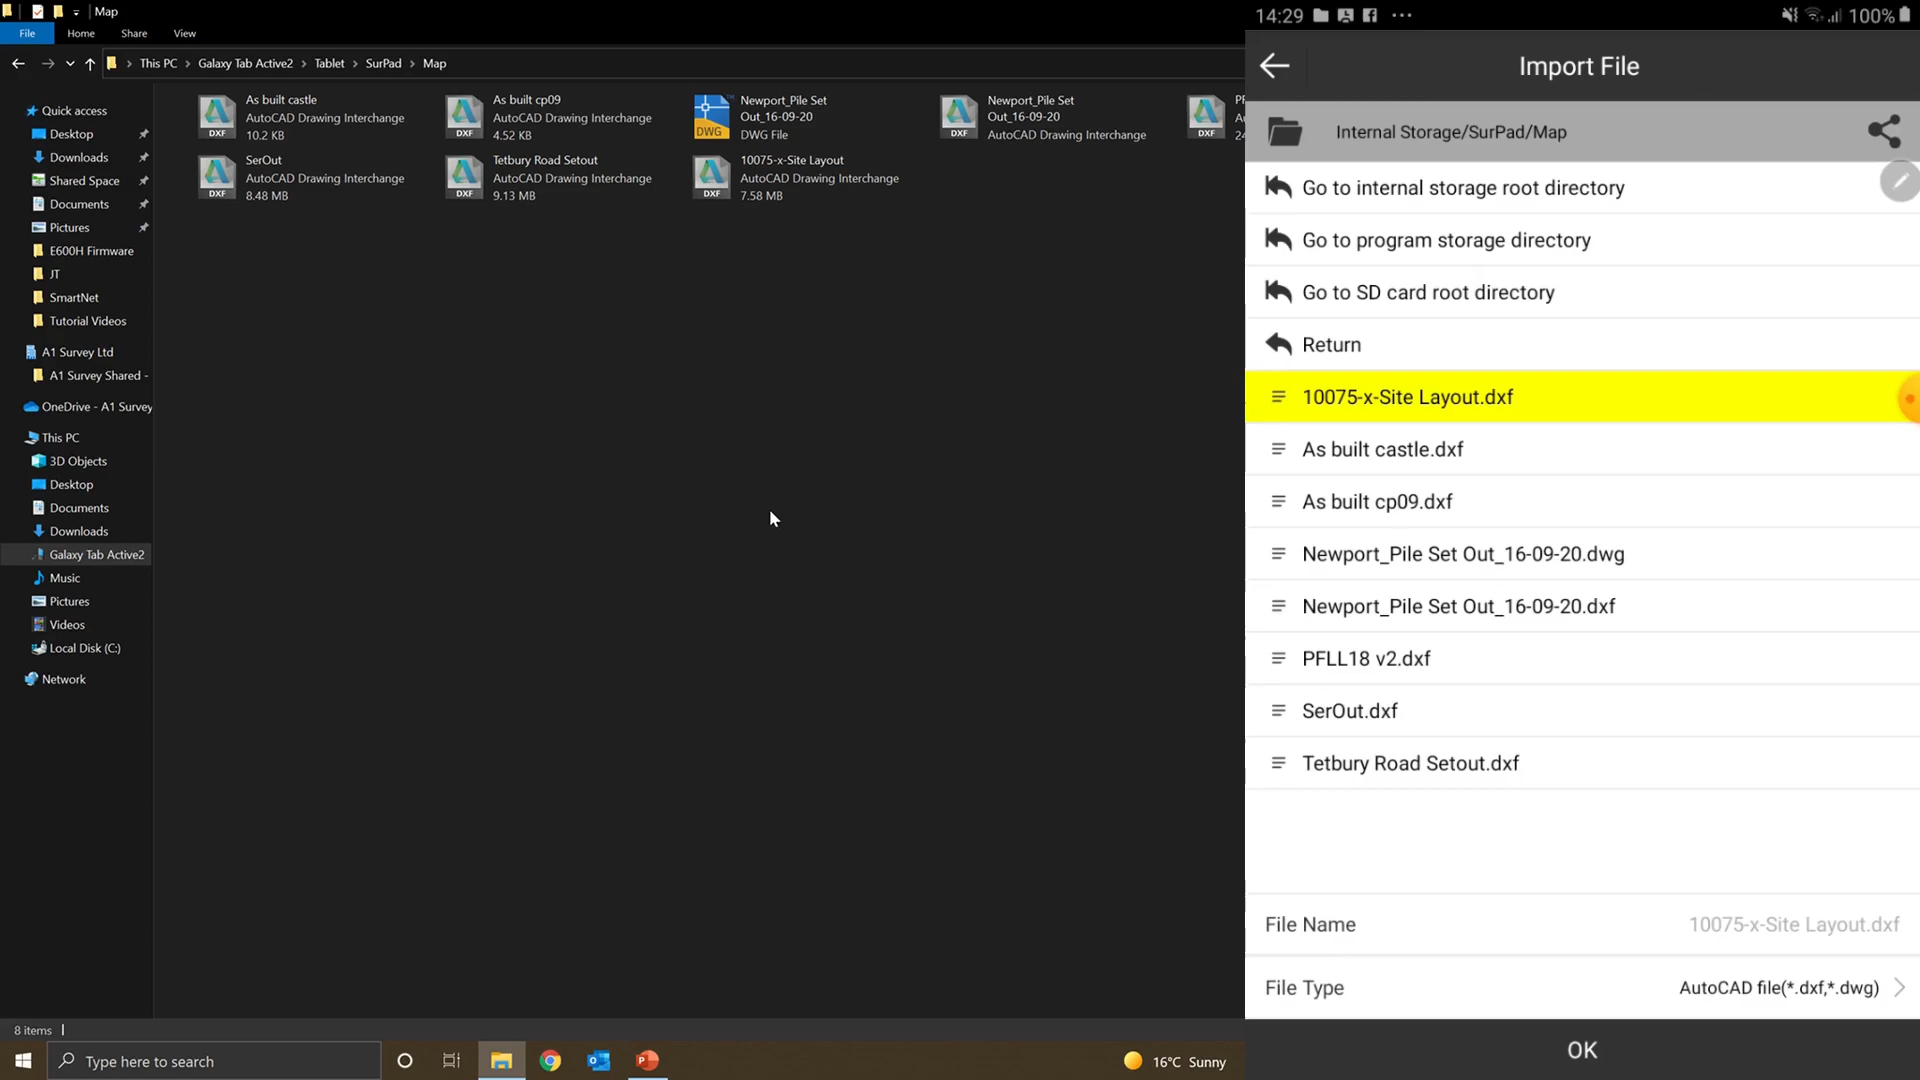 Map
File
Home
Share
View
This PC
Galaxy Tab Active2
Tablet
SurPad
Map
Quick access
Desktop
Downloads
Shared Space
Documents
Pictures
E600H Firmware
JT
SmartNet
Tutorial Videos
A1 Survey Ltd
A1 Survey Shared -
OneDrive - A1 Survey
This PC
3D Objects
Desktop
Documents
Downloads
Galaxy Tab Active2
Music
Pictures
Videos
Local Disk (C:)
Network
DXF
As built castle
AutoCAD Drawing Interchange
10.2 KB
DXF
As built cp09
AutoCAD Drawing Interchange
4.52 KB
DWG
Newport_Pile Set
Out_16-09-20
DWG File
DXF
Newport_Pile Set
Out_16-09-20
AutoCAD Drawing Interchange
DXF
DXF
SerOut
AutoCAD Drawing Interchange
8.48 MB
DXF
Tetbury Road Setout
AutoCAD Drawing Interchange
9.13 MB
DXF
10075-x-Site Layout
AutoCAD Drawing Interchange
7.58 MB
8 items
Type here to search
16°C Sunny
14:29
100%
Import File
Internal Storage/SurPad/Map
Go to internal storage root directory
Go to program storage directory
Go to SD card root directory
Return
10075-x-Site Layout.dxf
As built castle.dxf
As built cp09.dxf
Newport_Pile Set Out_16-09-20.dwg
Newport_Pile Set Out_16-09-20.dxf
PFLL18 v2.dxf
SerOut.dxf
Tetbury Road Setout.dxf
File Name
10075-x-Site Layout.dxf
File Type
AutoCAD file(*.dxf,*.dwg)
OK